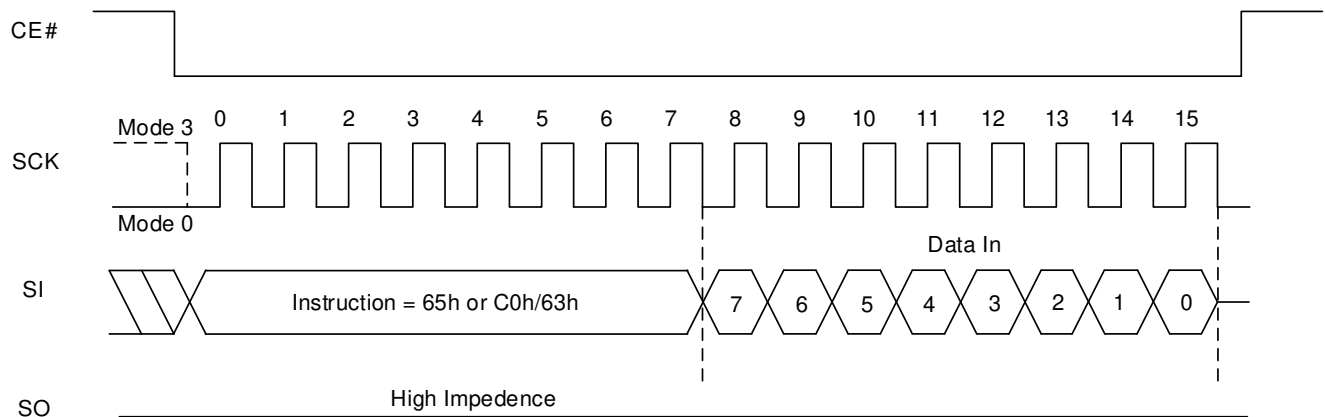 CE#
Mode 3 0 1 2 3 4 5 6 7 8 9 10 11 12 13 14 15
SCK
Mode 0
Data In
SI Instruction = 65h or C0h/63h 7 6 5 4 3 2 1 0
High Impedence
SO